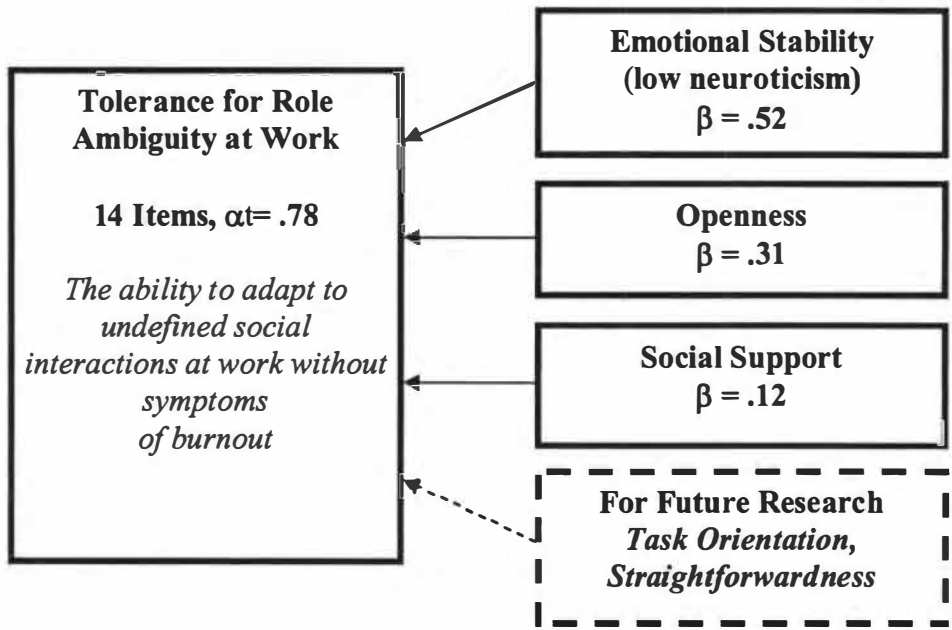 Tolerance for Role
Ambiguity at Work
14 Items, αt= .78
The ability to adapt to
undefined social
interactions at work without
symptoms
of burnout
Emotional Stability
(low neuroticism)
β = .52
Openness
β = .31
Social Support
β = .12
For Future Research
Task Orientation,
Straightforwardness